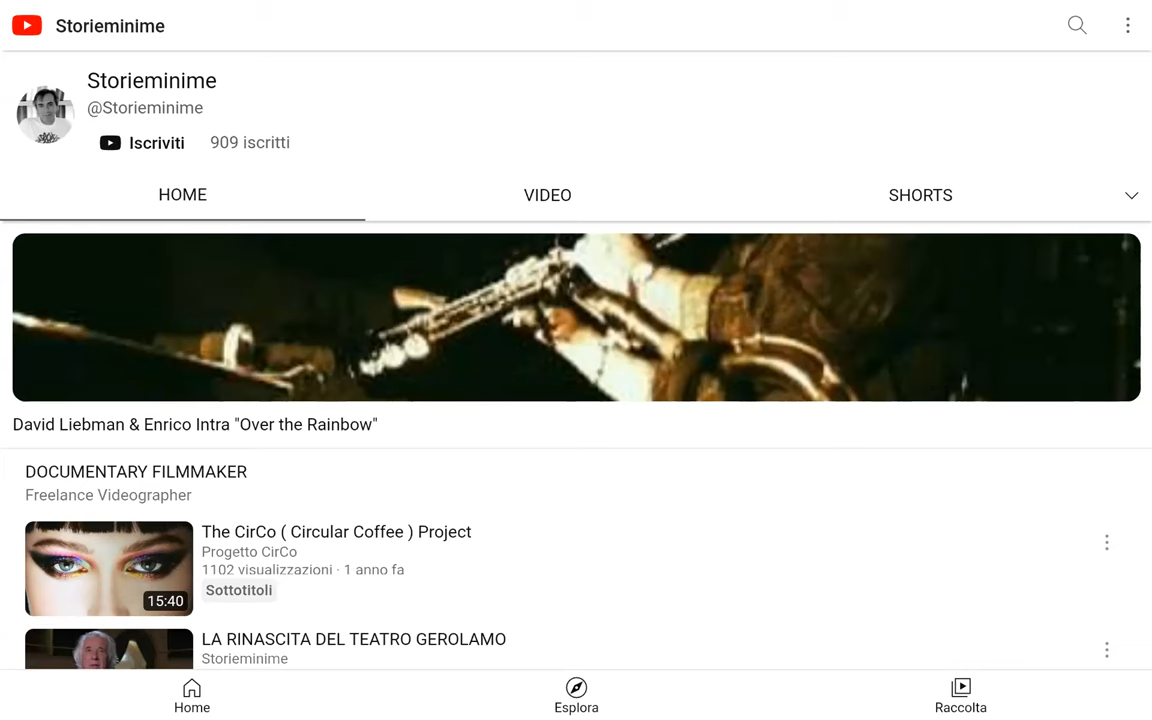 Storieminime
Storieminime
@Storieminime
Iscriviti 909 iscritti
HOME VIDEO SHORTS
David Liebman & Enrico Intra "Over the Rainbow"
DOCUMENTARY FILMMAKER
Freelance Videographer
The CirCo ( Circular Coffee ) Project
Progetto CirCo
1102 visualizzazioni · 1 anno fa
Sottotitoli
15:40
LA RINASCITA DEL TEATRO GEROLAMO
Storieminime
Home Esplora Raccolta